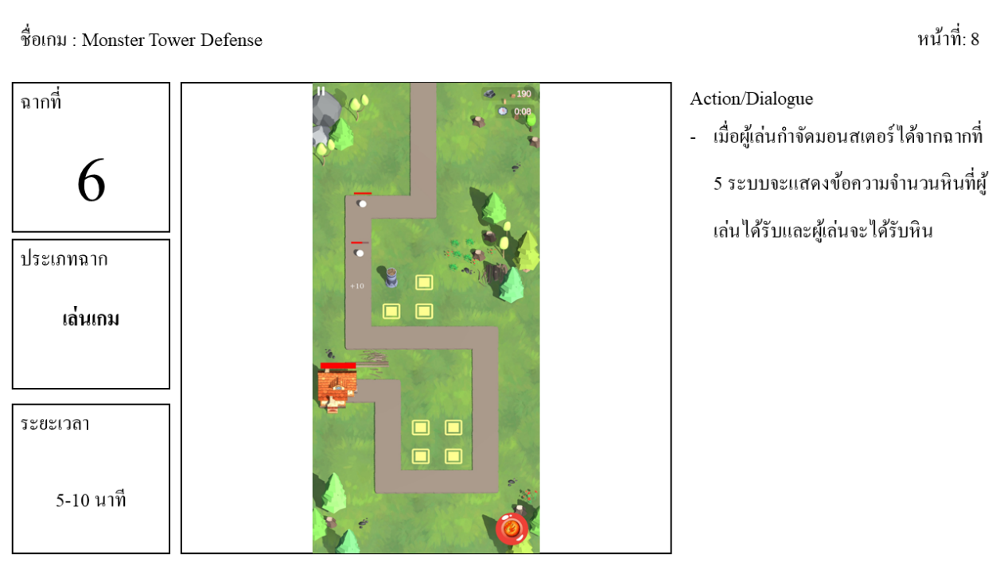 ชื่อเกม : Monster Tower Defense
หน้าที่: 8
ฉากที่
6
ประเภทฉาก
เล่นเกม
ระยะเวลา
5-10 นาที
190
0:08
+10
Action/Dialogue
- เมื่อผู้เล่นกำจัดมอนสเตอร์ได้จากฉากที่
5 ระบบจะแสดงข้อความจำนวนหินที่ผู้
เล่นได้รับและผู้เล่นจะได้รับหิน